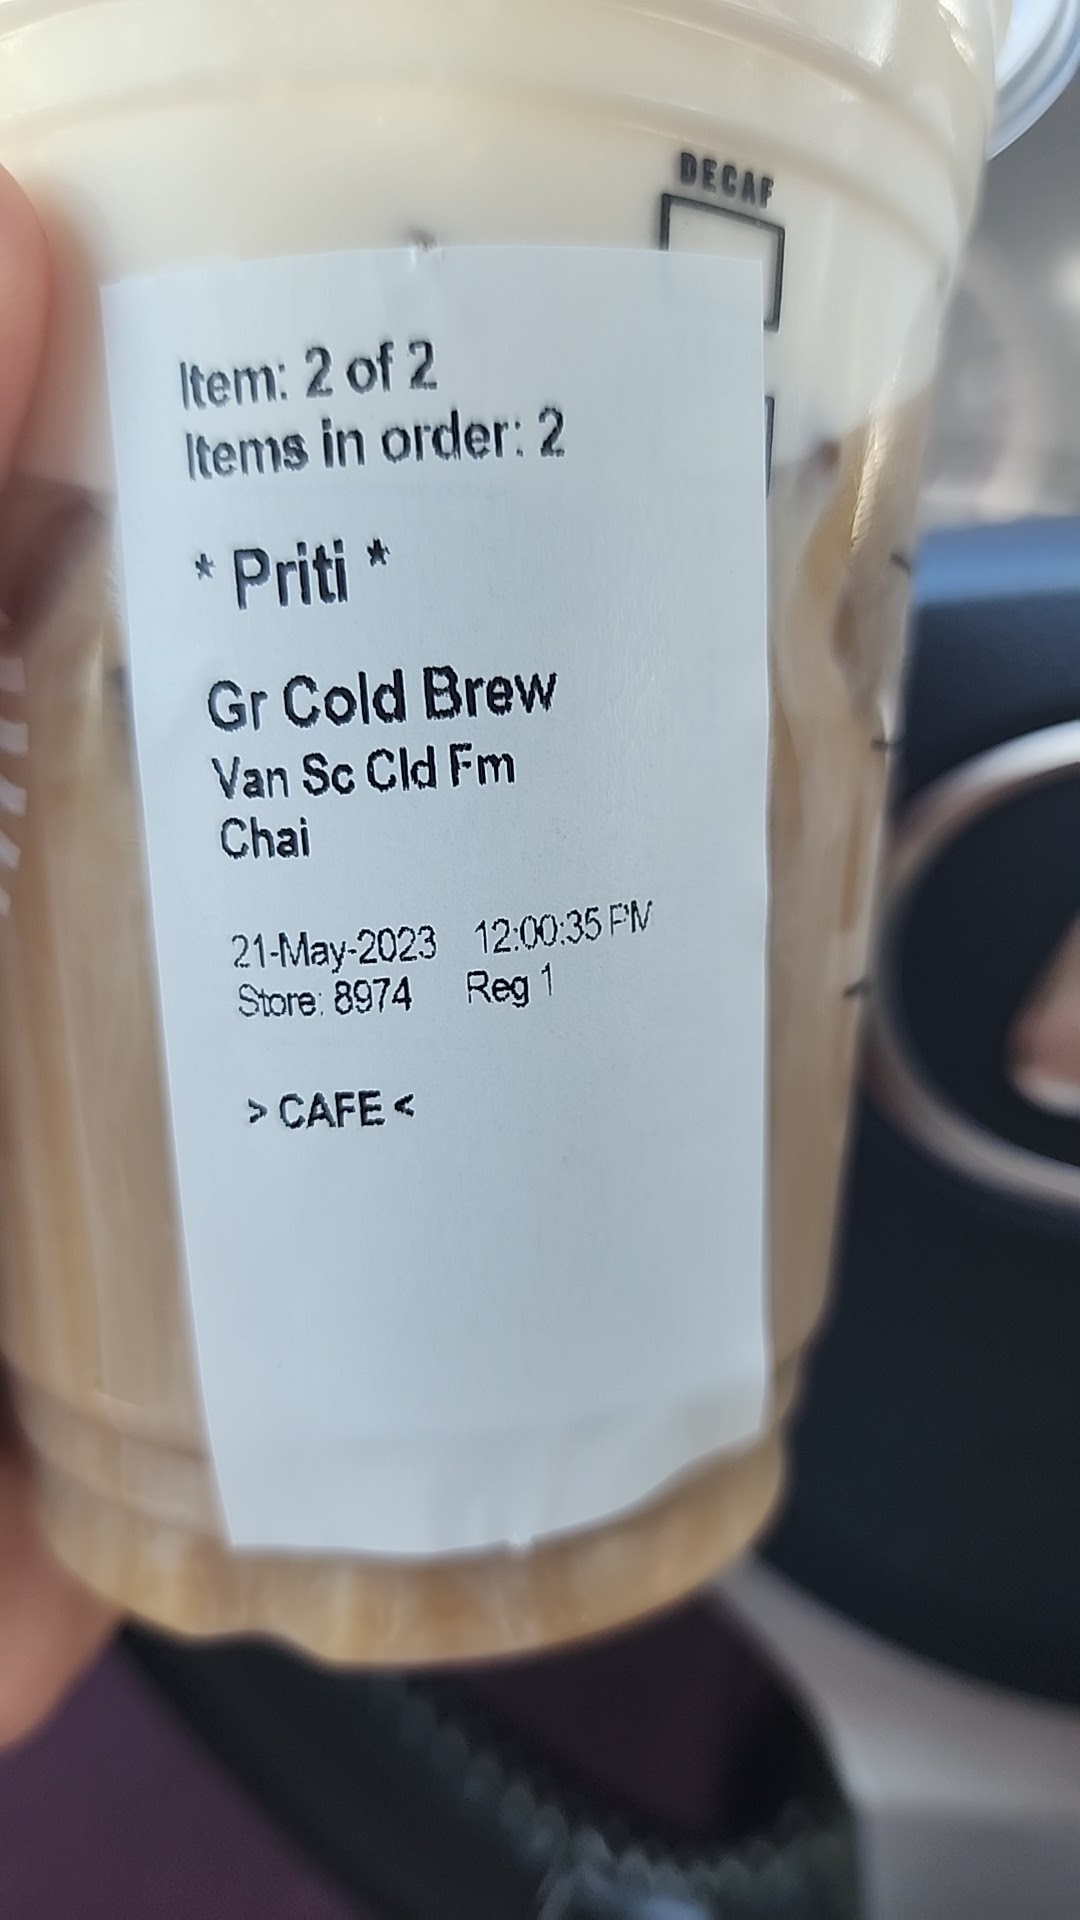 DECAF
Item: 2 of 2
Items in order: 2
* Priti *
Gr Cold Brew
Van Sc Cld Fm
Chai
21-May-2023 12:00:35 PM
Store: 8974 Reg 1
> CAFE <